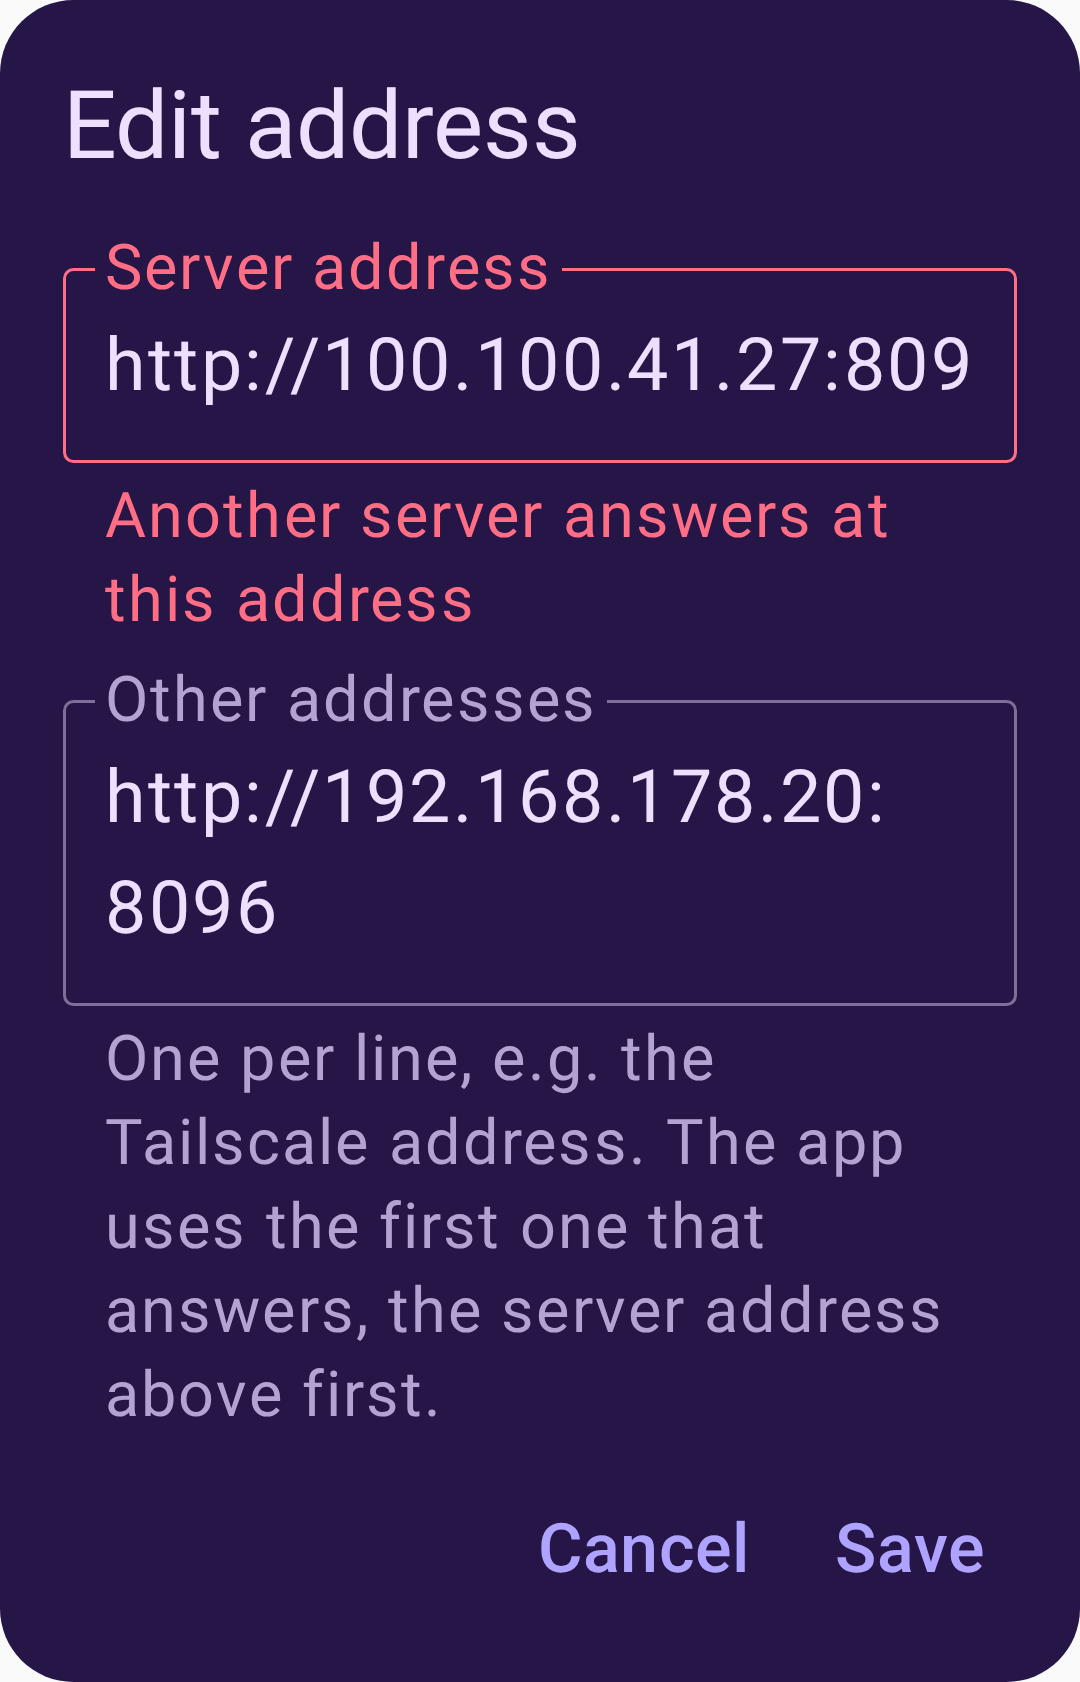 Edit address
Server address
http://100.100.41.27:809
Another server answers at
this address
Other addresses
http://192.168.178.20:
8096
One per line, e.g. the
Tailscale address. The app
uses the first one that
answers, the server address
above first.
Cancel
Save